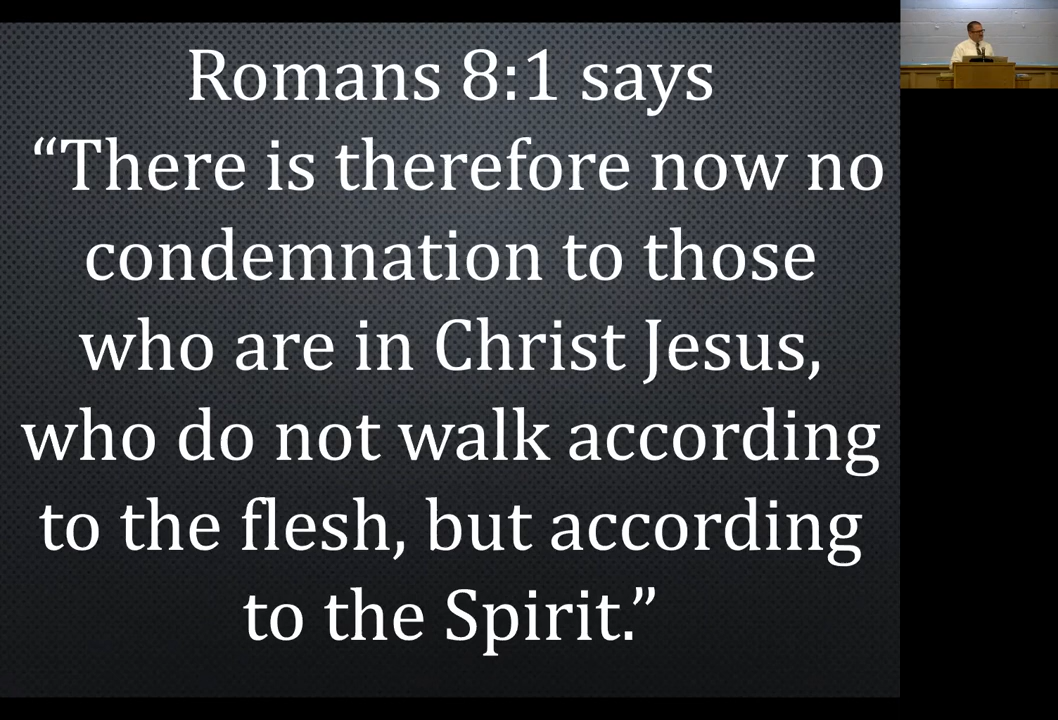 Romans 8:1 says
“There is therefore now no
condemnation to those
who are in Christ Jesus,
who do not walk according
to the flesh, but according
to the Spirit.”